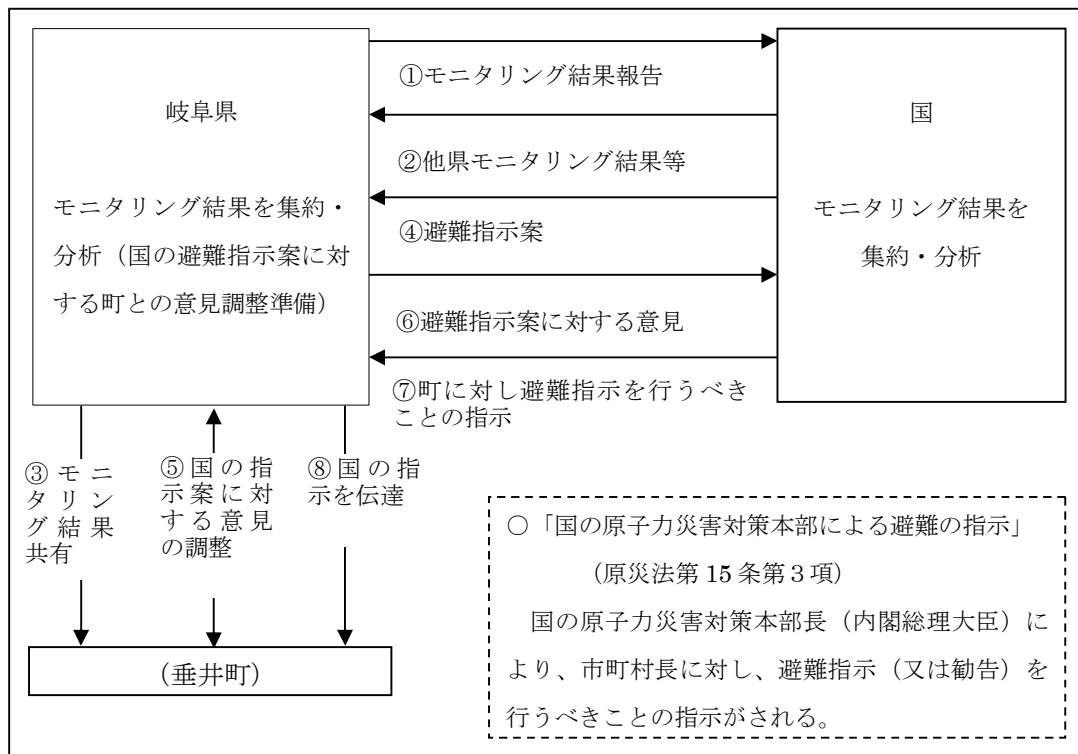 岐阜県
モニタリング結果を集約・
分析（国の避難指示案に対
する町との意見調整準備）
①モニタリング結果報告
②他県モニタリング結果等
④避難指示案
⑥避難指示案に対する意見
⑦町に対し避難指示を行うべき
ことの指示
国
モニタリング結果を
集約・分析
③モニ
タリン
グ結果
共有
⑤国の指
示案に対
する意見
の調整
⑧国の指
示を伝達
（垂井町）
○「国の原子力災害対策本部による避難の指示」
（原災法第 15 条第３項）
国の原子力災害対策本部長（内閣総理大臣）に
より、市町村長に対し、避難指示（又は勧告）を
行うべきことの指示がされる。